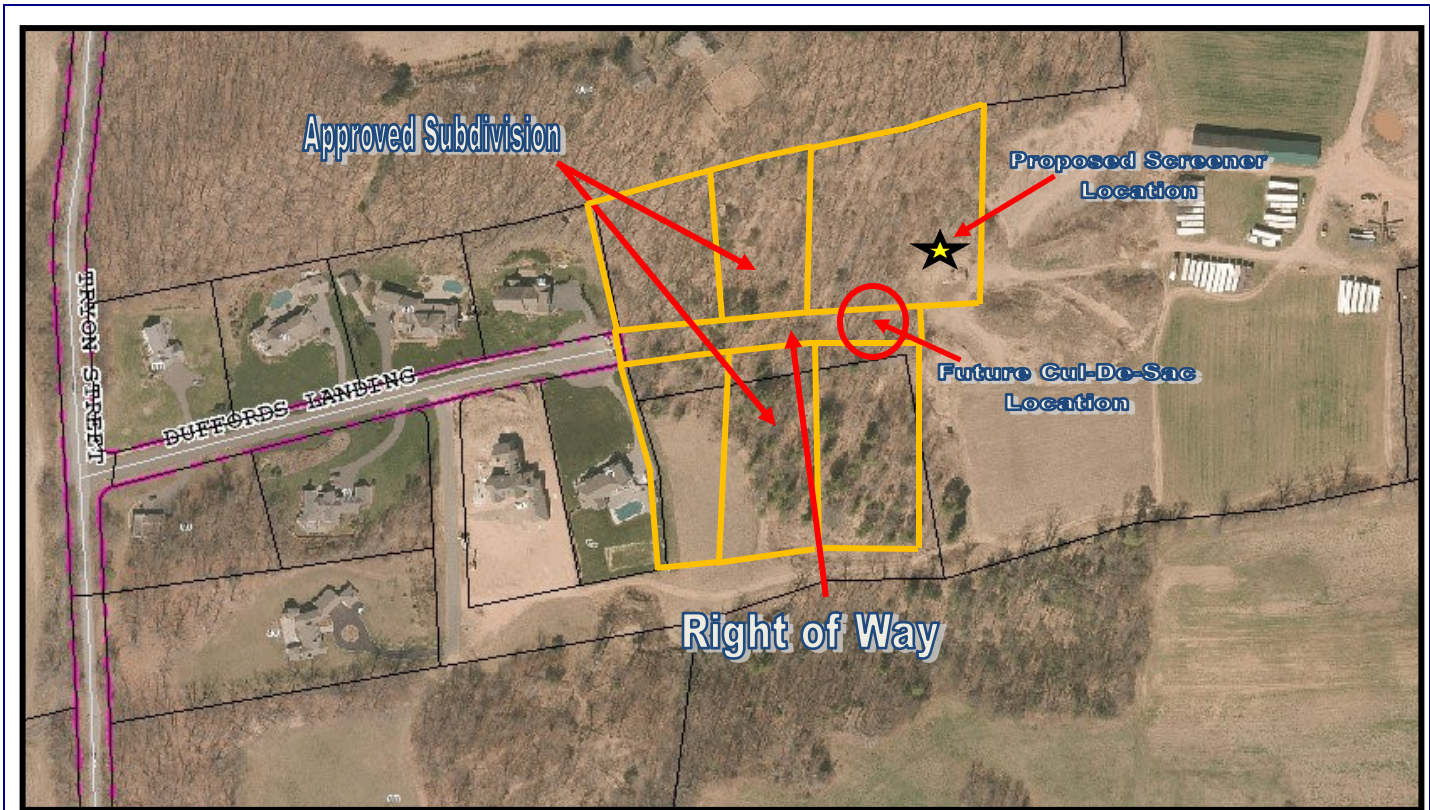 Approved Subdivision
Proposed Screener
Location
TRYON STREET
DUFFORDS LANDING
Future Cul-De-Sac
Location
Right of Way